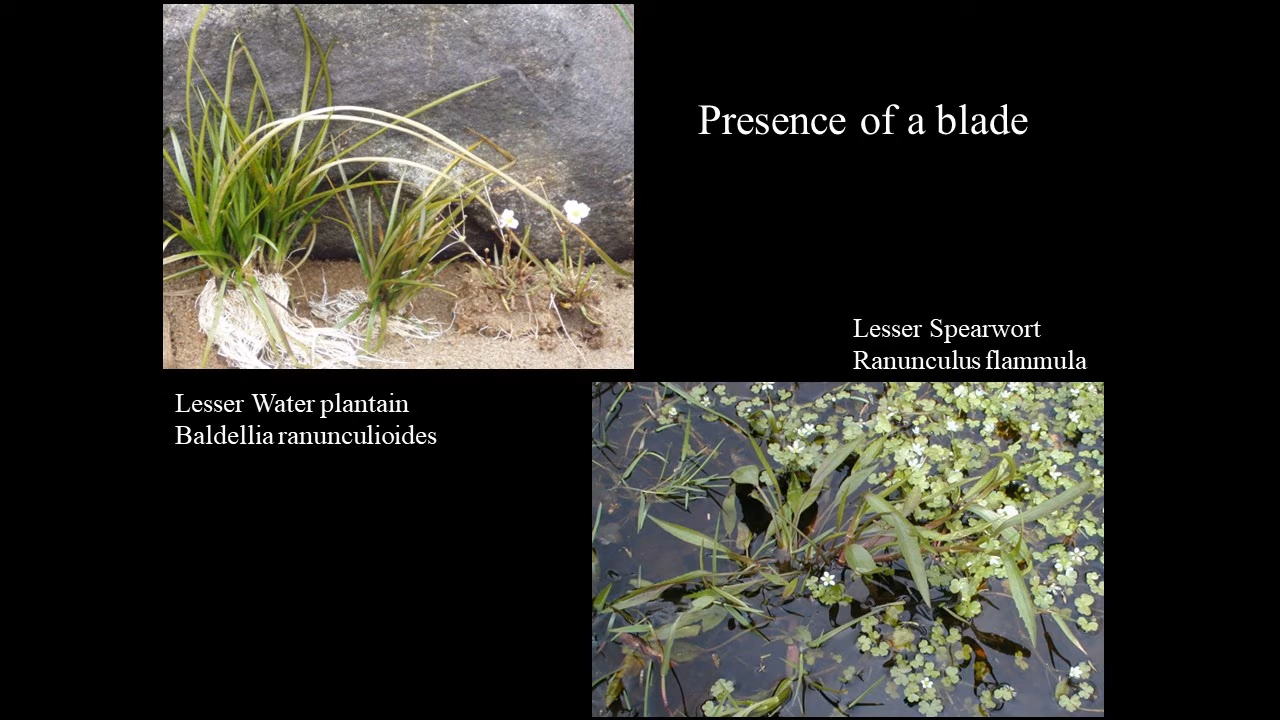 Presence of a blade
Lesser Spearwort
Ranunculus flammula
Lesser Water plantain
Baldellia ranunculioides